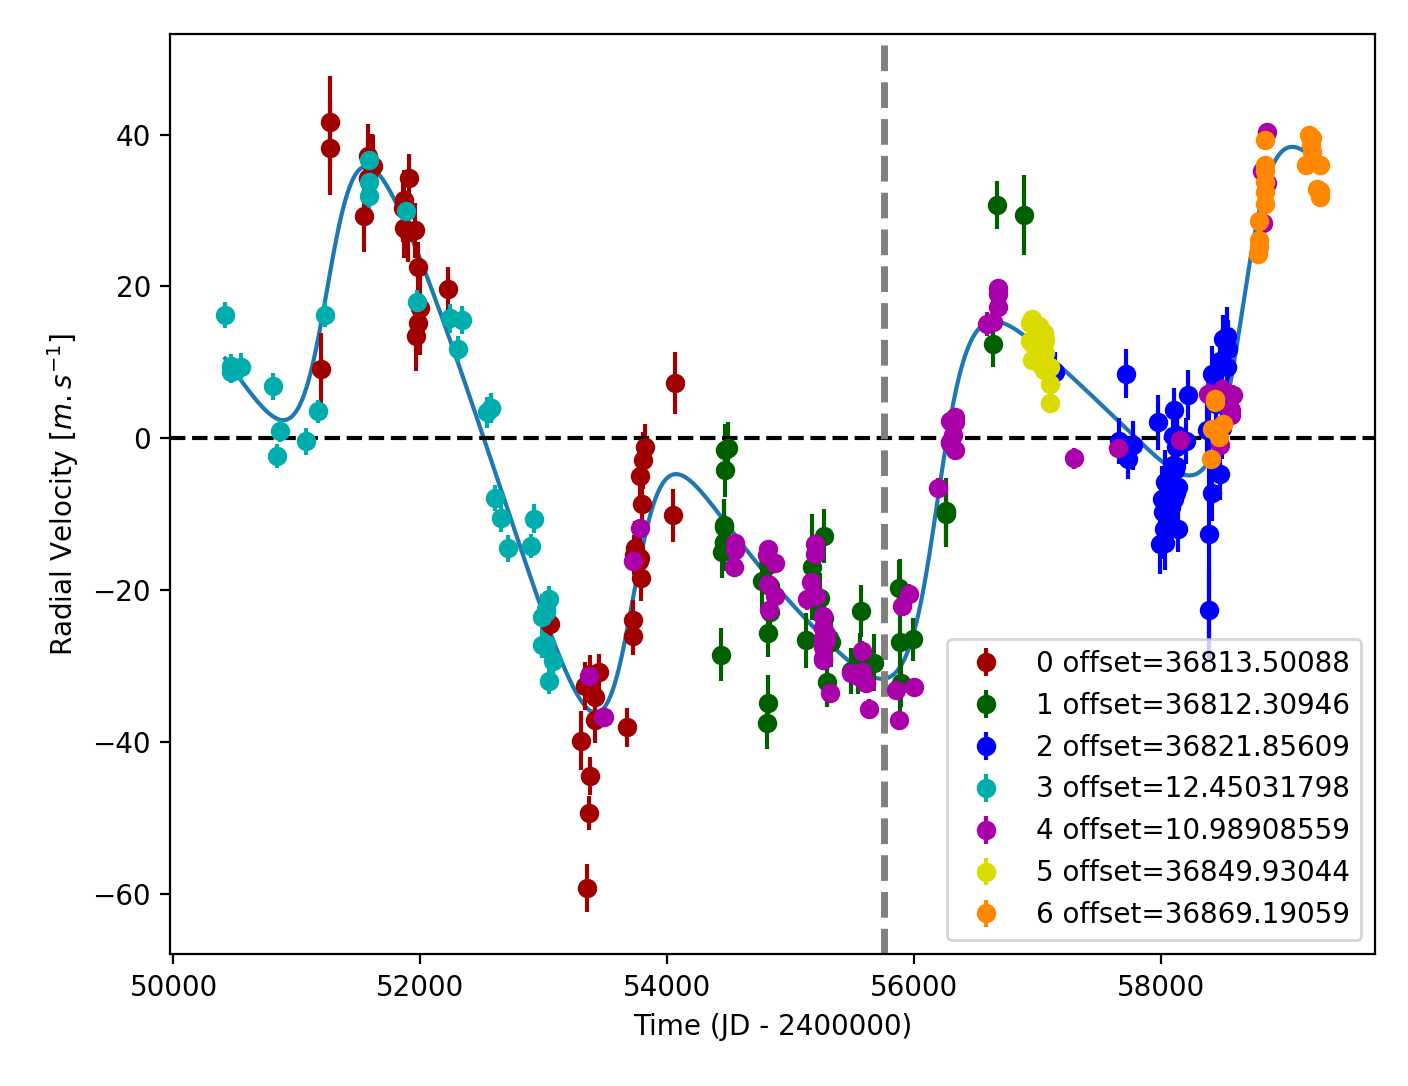 40
20
0
−20
−40
−60
Radial Velocity [m.s⁻¹]
0 offset=36813.50088
1 offset=36812.30946
2 offset=36821.85609
3 offset=12.45031798
4 offset=10.98908559
5 offset=36849.93044
6 offset=36869.19059
50000 52000 54000 56000 58000
Time (JD - 2400000)